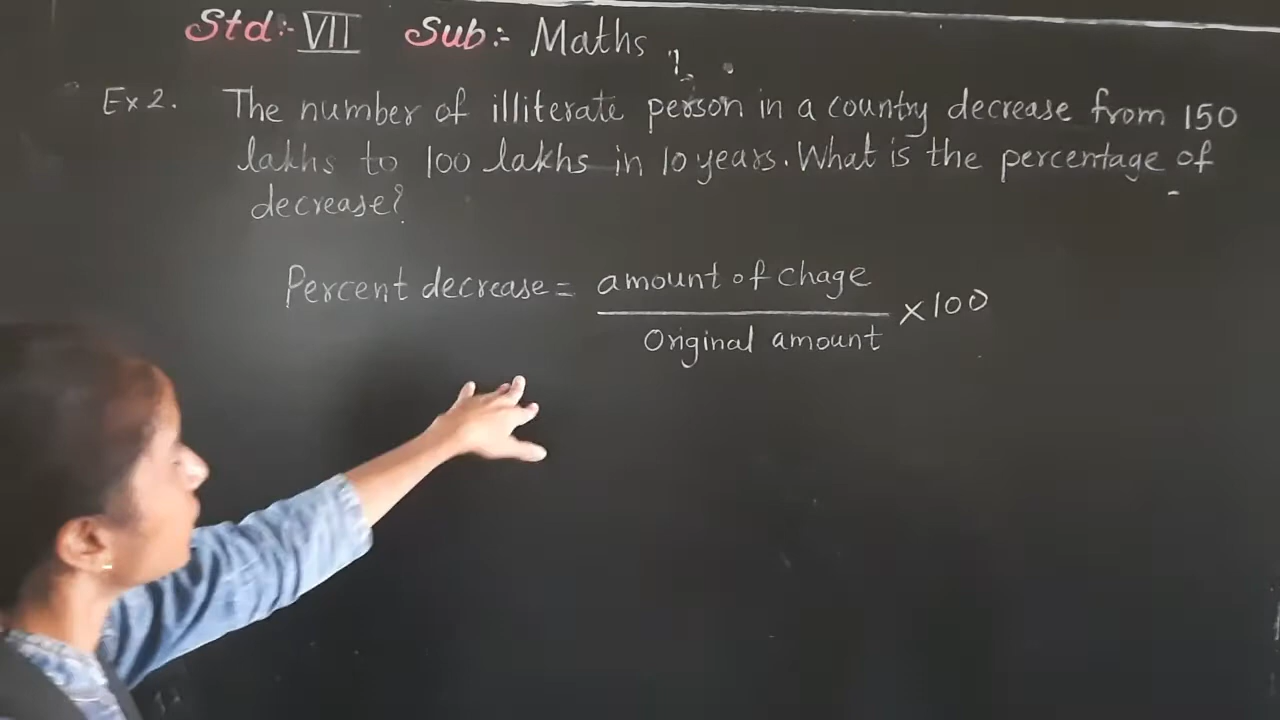 Std:- VII Sub:- Maths
Ex 2. The number of illiterate person in a country decrease from 150
lakhs to 100 lakhs in 10 years. What is the percentage of
decrease?
Percent decrease = amount of chage
Original amount × 100